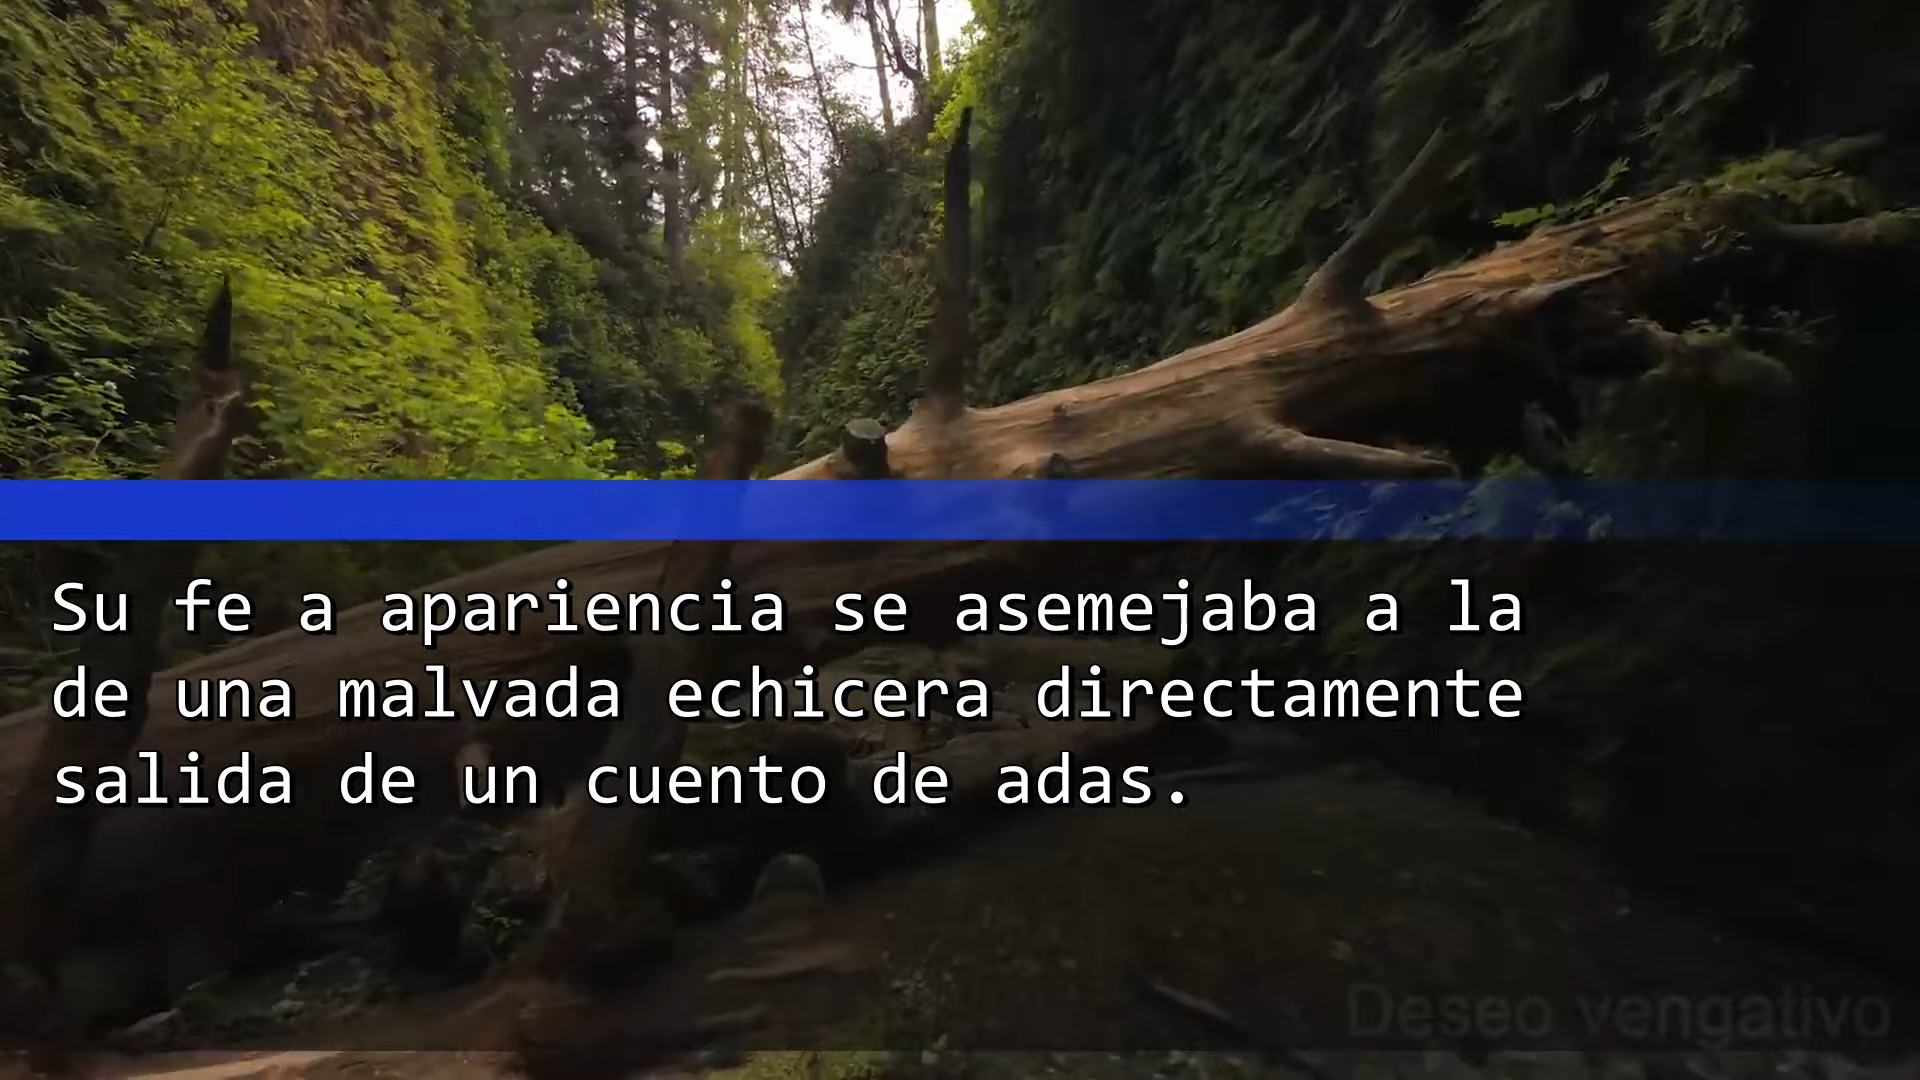 Su fe a apariencia se asemejaba a la
de una malvada echicera directamente
salida de un cuento de adas.
Deseo vengativo